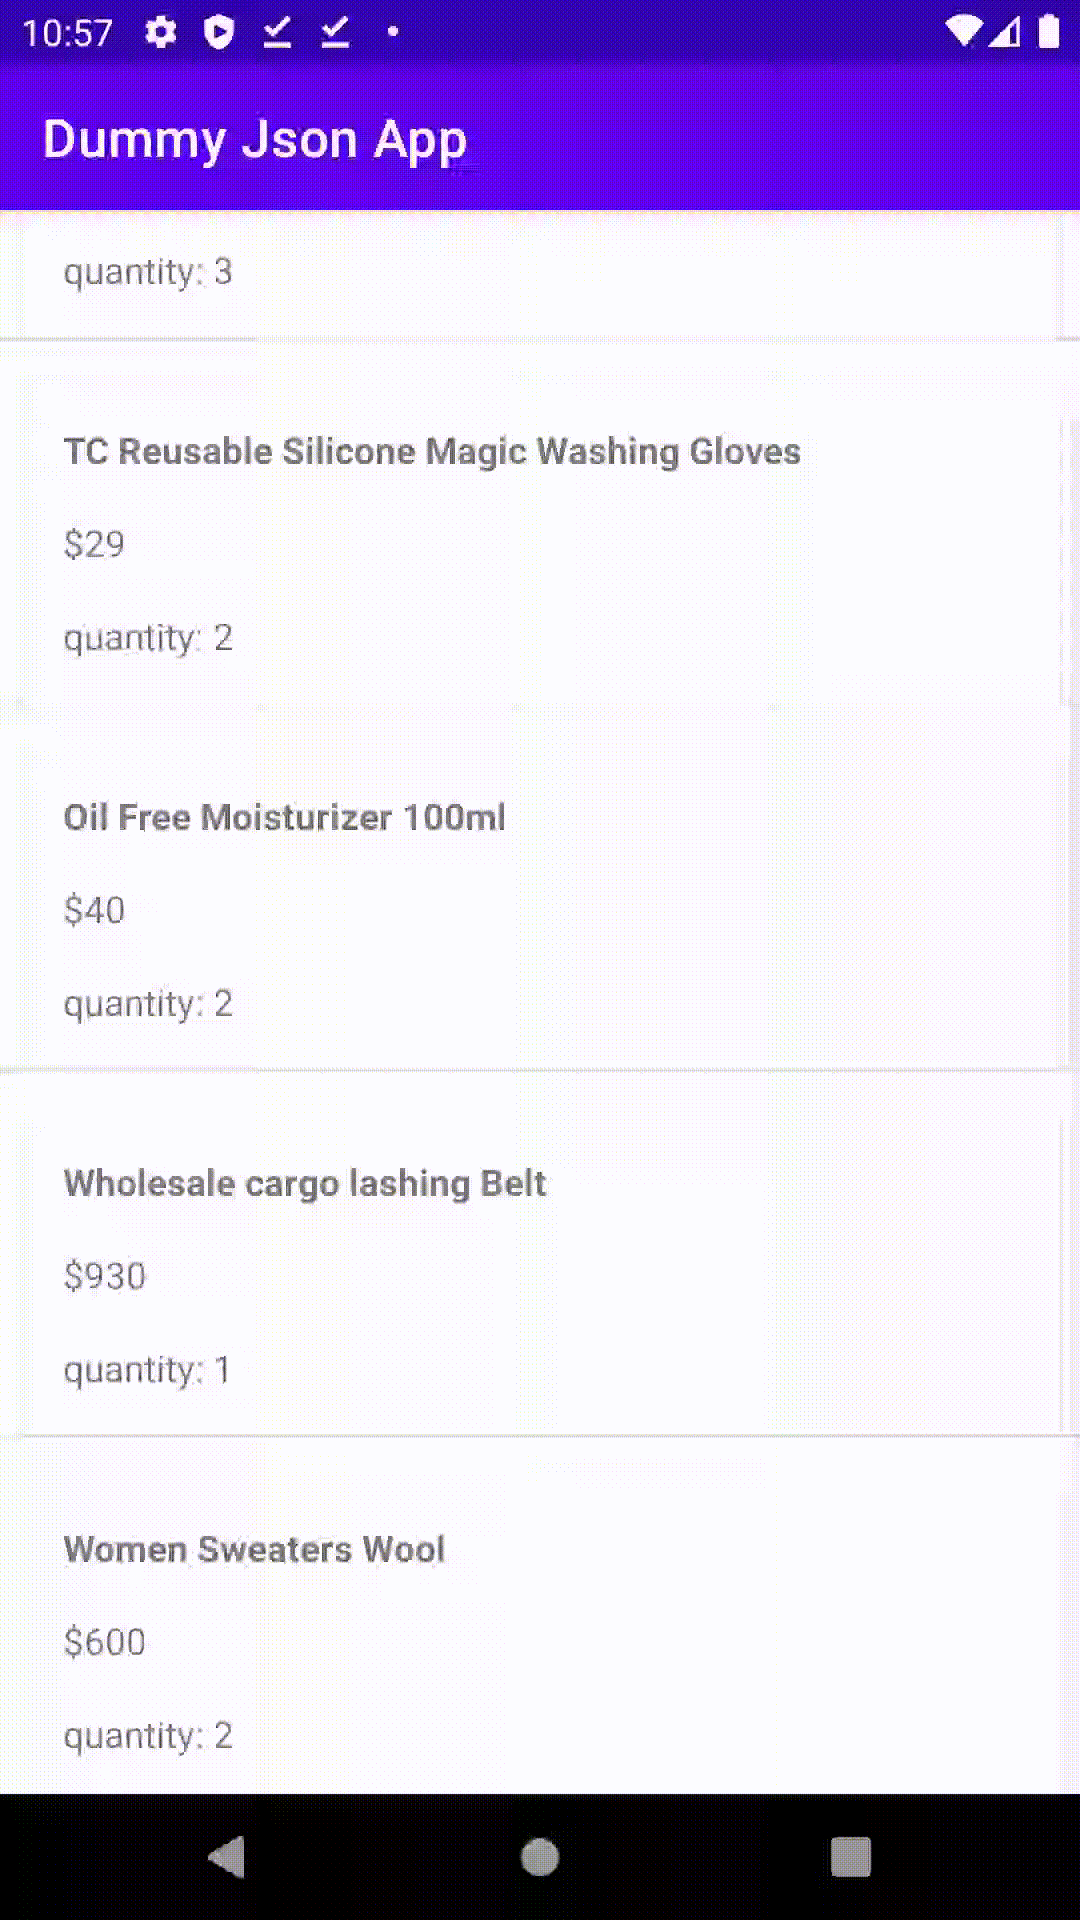 10:57
Dummy Json App
quantity: 3
TC Reusable Silicone Magic Washing Gloves
$29
quantity: 2
Oil Free Moisturizer 100ml
$40
quantity: 2
Wholesale cargo lashing Belt
$930
quantity: 1
Women Sweaters Wool
$600
quantity: 2